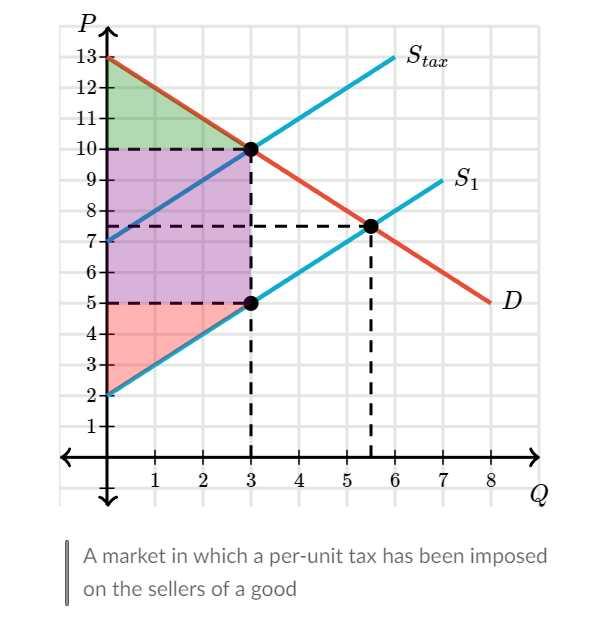 P
13
S_tax
12
11
10
9
S_1
8
7
6
5
D
4
3
2
1
1 2 3 4 5 6 7 8
Q
A market in which a per-unit tax has been imposed
on the sellers of a good